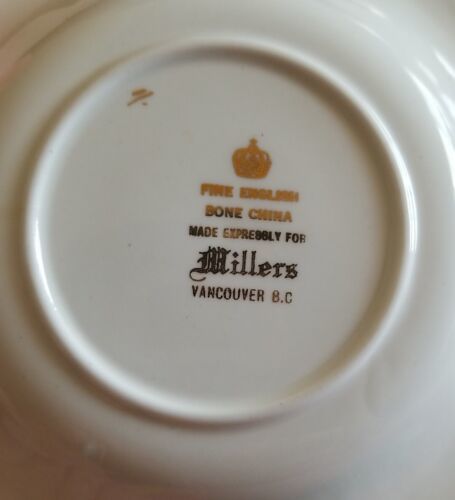 FINE ENGLISH
BONE CHINA
MADE EXPRESSLY FOR
Millers
VANCOUVER B.C